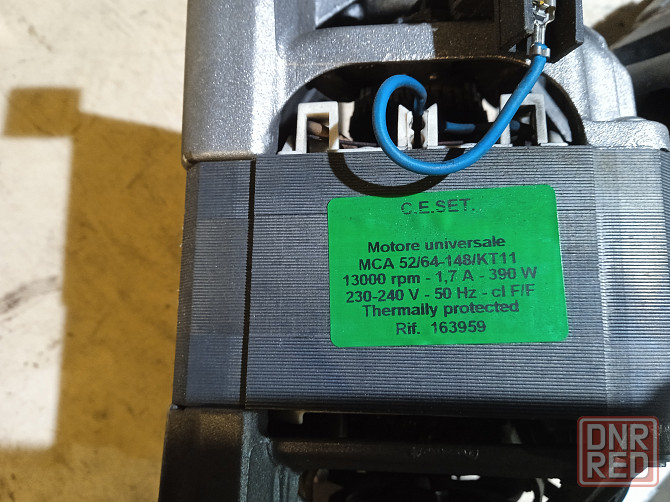 C.E.SET.
Motore universale
MCA 52/64-148/KT11
13000 rpm - 1,7 A - 390 W
230-240 V - 50 Hz - cl F/F
Thermally protected
Rif. 163959
DNR
RED